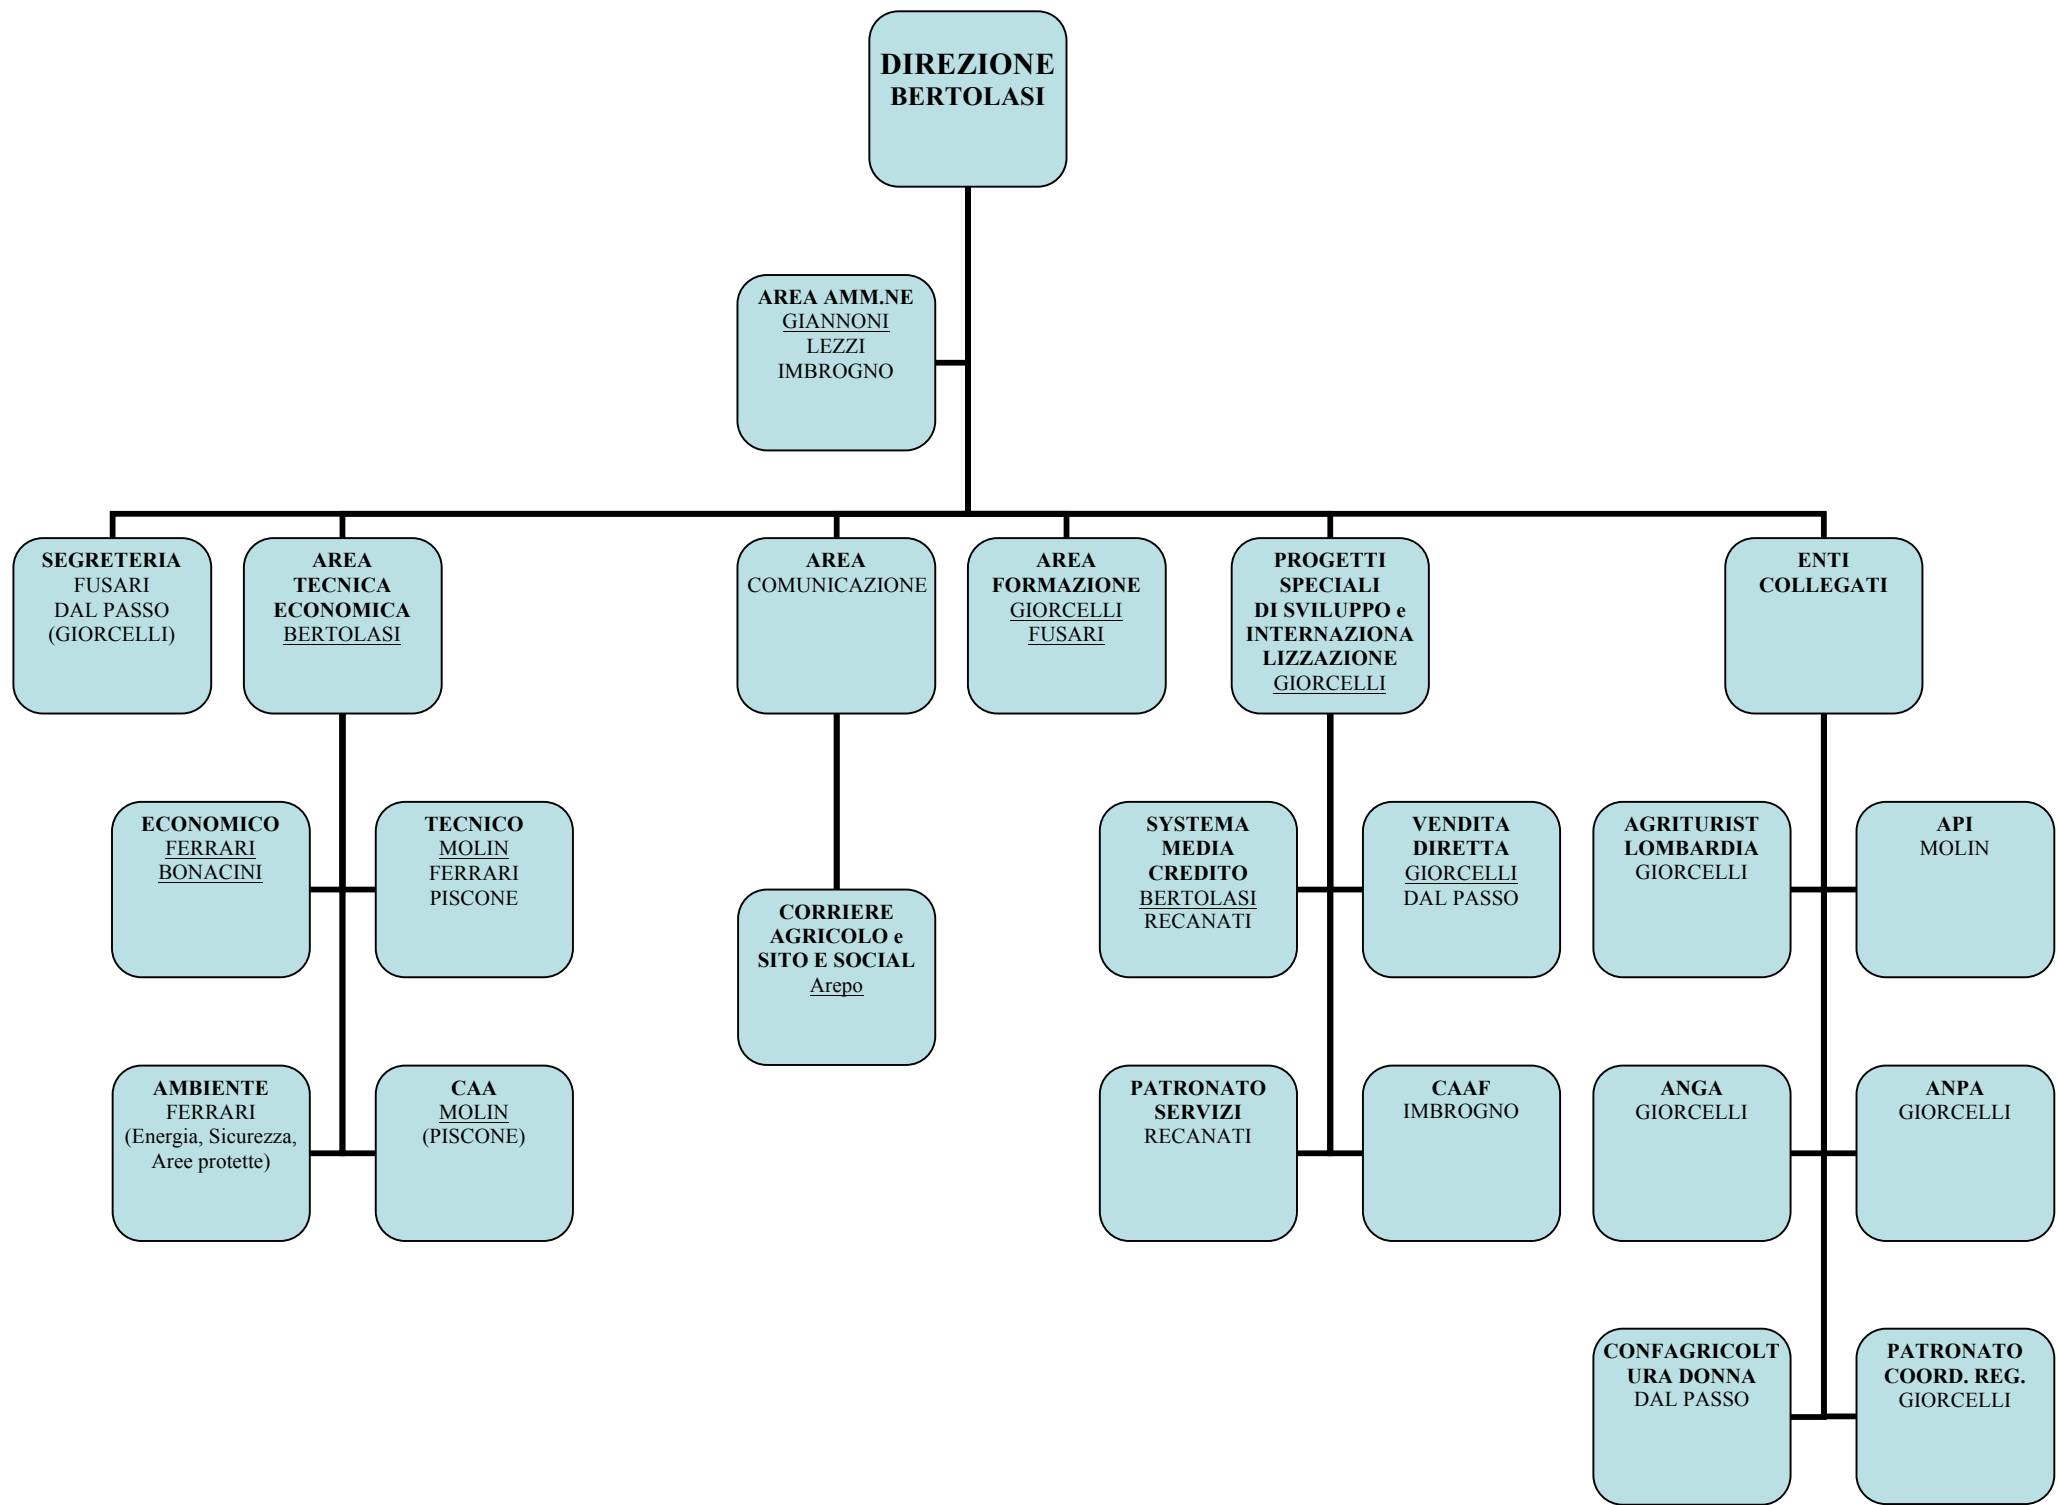 DIREZIONE
BERTOLASI
AREA AMM.NE
GIANNONI
LEZZI
IMBROGNO
SEGRETERIA
FUSARI
DAL PASSO
(GIORCELLI)
AREA
TECNICA
ECONOMICA
BERTOLASI
AREA
COMUNICAZIONE
AREA
FORMAZIONE
GIORCELLI
FUSARI
PROGETTI
SPECIALI
DI SVILUPPO e
INTERNAZIONA
LIZZAZIONE
GIORCELLI
ENTI
COLLEGATI
ECONOMICO
FERRARI
BONACINI
TECNICO
MOLIN
FERRARI
PISCONE
CORRIERE
AGRICOLO e
SITO E SOCIAL
Arepo
SYSTEMA
MEDIA
CREDITO
BERTOLASI
RECANATI
VENDITA
DIRETTA
GIORCELLI
DAL PASSO
AGRITURIST
LOMBARDIA
GIORCELLI
API
MOLIN
AMBIENTE
FERRARI
(Energia, Sicurezza,
Aree protette)
CAA
MOLIN
(PISCONE)
PATRONATO
SERVIZI
RECANATI
CAAF
IMBROGNO
ANGA
GIORCELLI
ANPA
GIORCELLI
CONFAGRICOLT
URA DONNA
DAL PASSO
PATRONATO
COORD. REG.
GIORCELLI